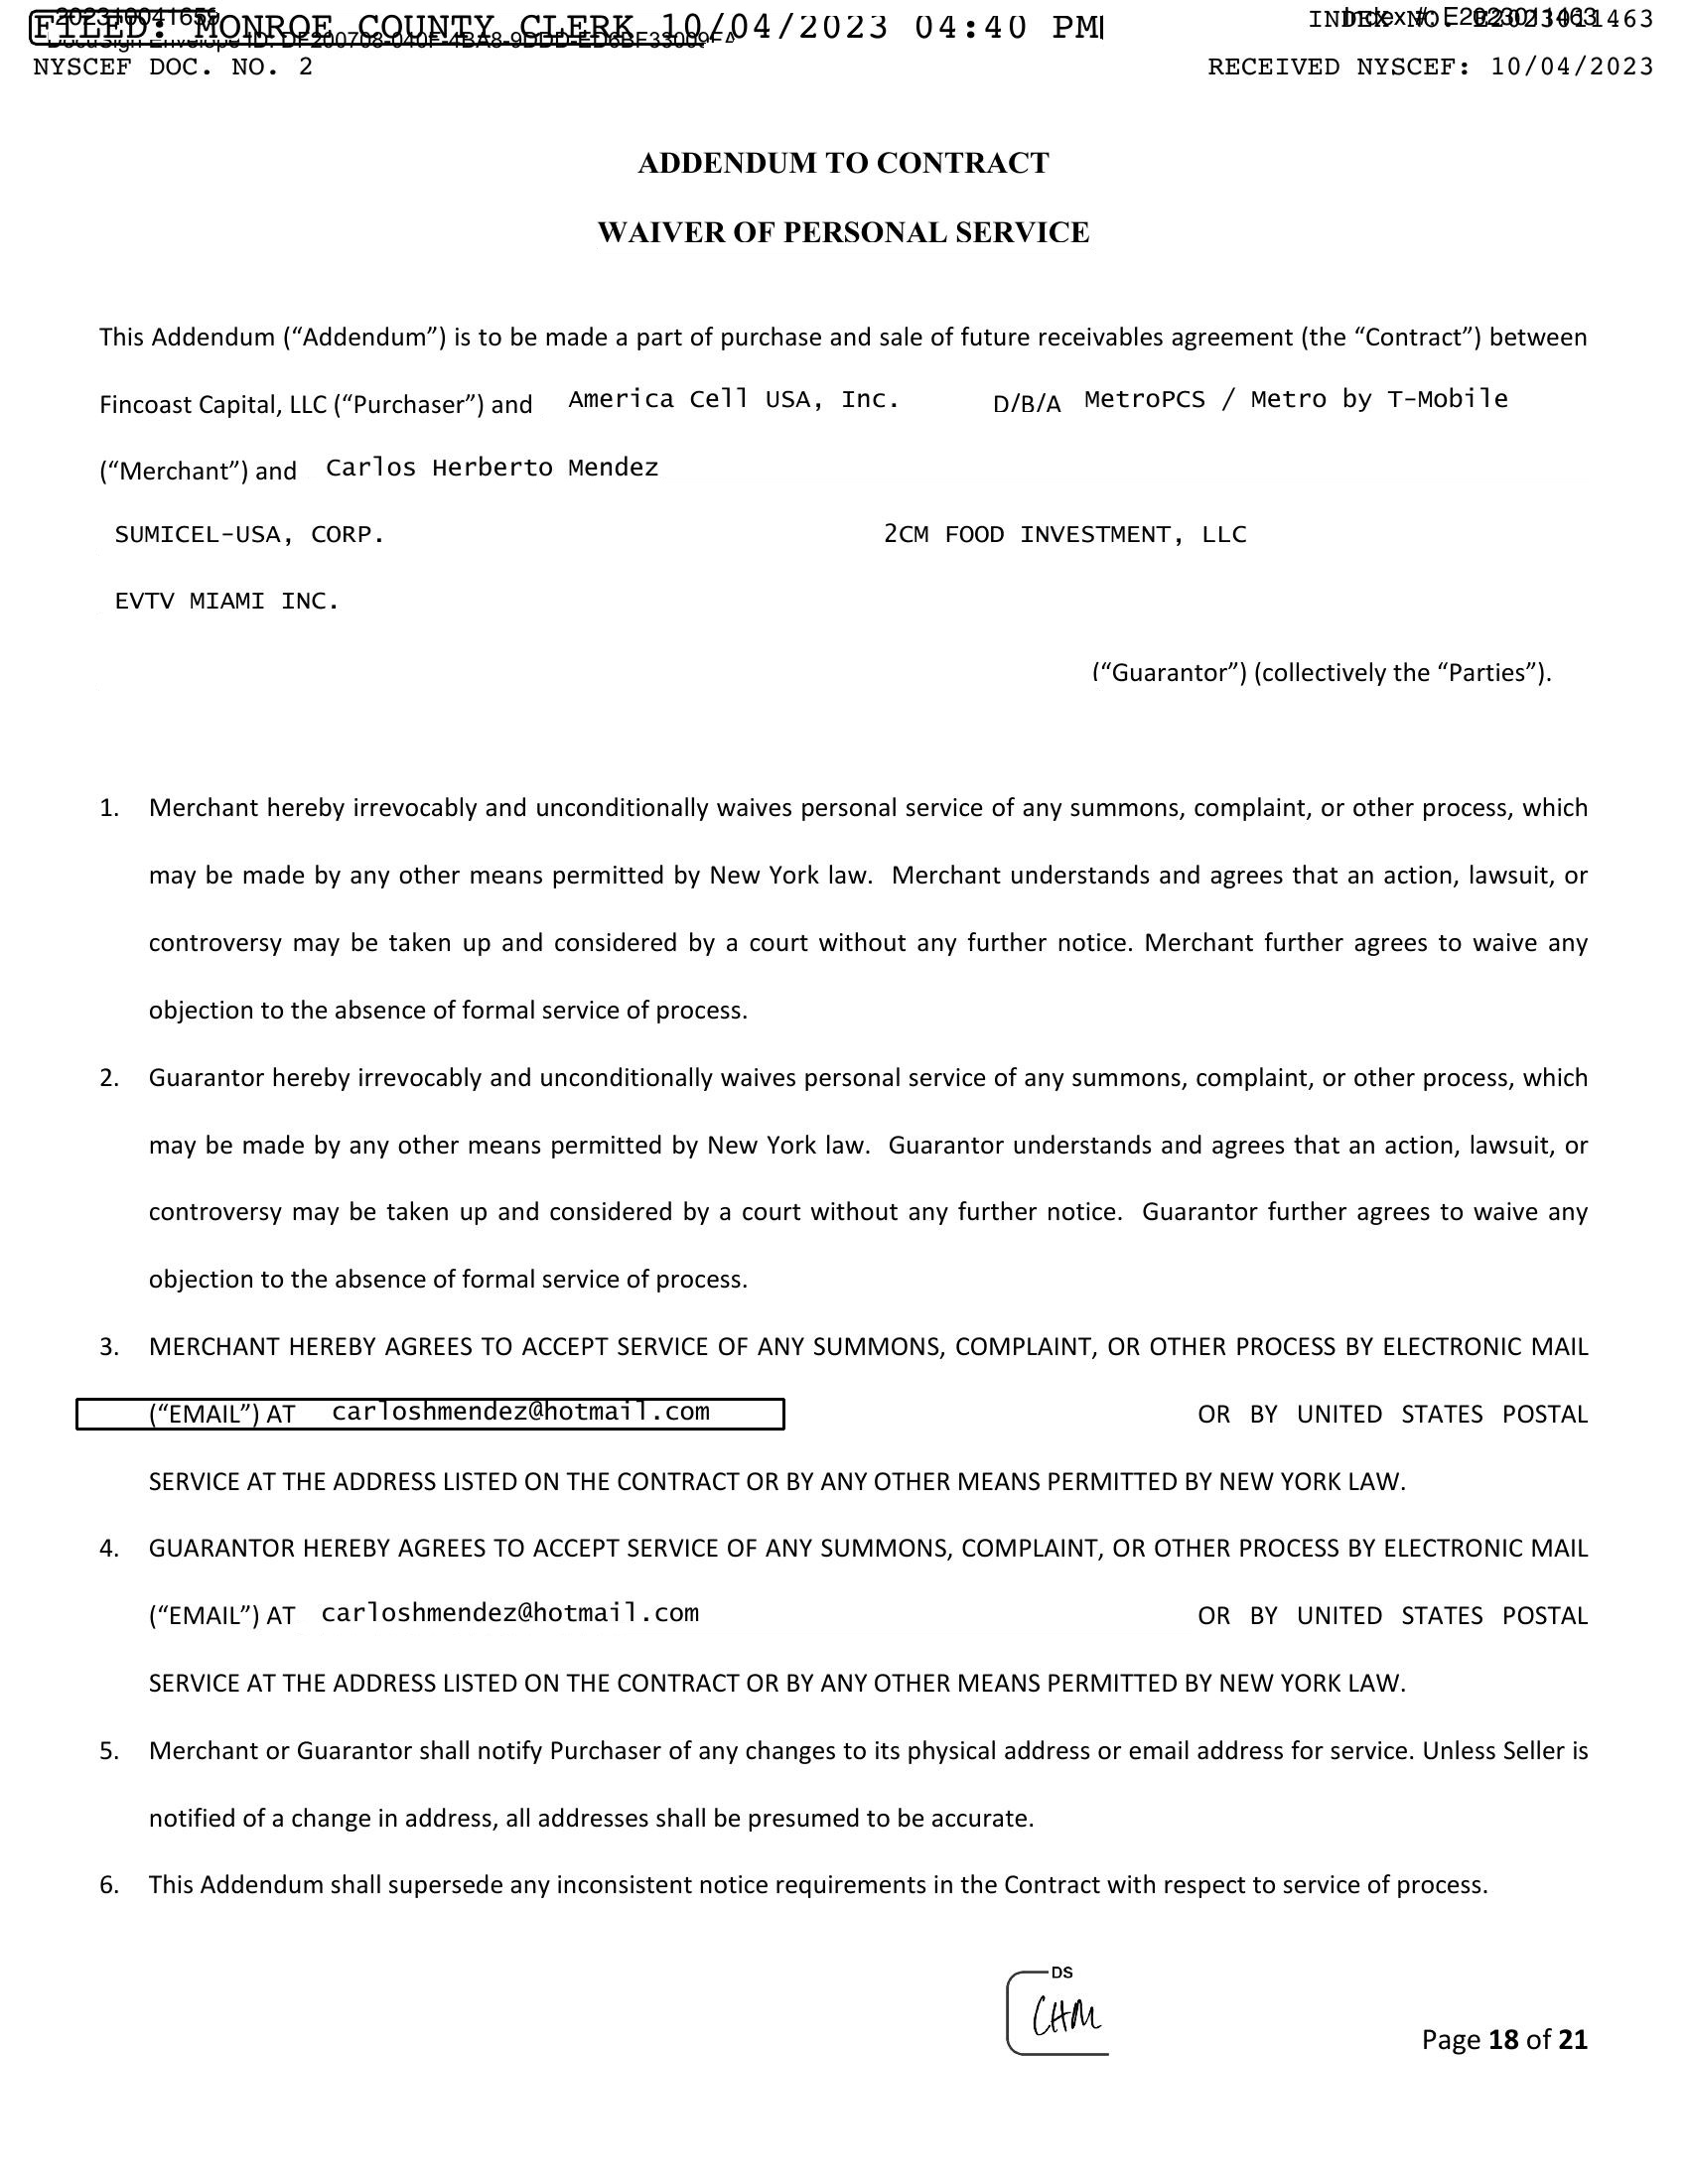 202310041659
FILED: MONROE COUNTY CLERK 10/04/2023 04:40 PM
INDEX NO. E2023011463
Index #: E2023011463
DocuSign Envelope ID:
NYSCEF DOC. NO. 2
RECEIVED NYSCEF: 10/04/2023
ADDENDUM TO CONTRACT
WAIVER OF PERSONAL SERVICE
This Addendum (“Addendum”) is to be made a part of purchase and sale of future receivables agreement (the “Contract”) between
Fincoast Capital, LLC (“Purchaser”) and America Cell USA, Inc. D/B/A MetroPCS / Metro by T-Mobile
(“Merchant”) and Carlos Herberto Mendez
SUMICEL-USA, CORP. 2CM FOOD INVESTMENT, LLC
EVTV MIAMI INC.
(“Guarantor”) (collectively the “Parties”).
1. Merchant hereby irrevocably and unconditionally waives personal service of any summons, complaint, or other process, which
may be made by any other means permitted by New York law. Merchant understands and agrees that an action, lawsuit, or
controversy may be taken up and considered by a court without any further notice. Merchant further agrees to waive any
objection to the absence of formal service of process.
2. Guarantor hereby irrevocably and unconditionally waives personal service of any summons, complaint, or other process, which
may be made by any other means permitted by New York law. Guarantor understands and agrees that an action, lawsuit, or
controversy may be taken up and considered by a court without any further notice. Guarantor further agrees to waive any
objection to the absence of formal service of process.
3. MERCHANT HEREBY AGREES TO ACCEPT SERVICE OF ANY SUMMONS, COMPLAINT, OR OTHER PROCESS BY ELECTRONIC MAIL
(“EMAIL”) AT carloshmendez@hotmail.com OR BY UNITED STATES POSTAL
SERVICE AT THE ADDRESS LISTED ON THE CONTRACT OR BY ANY OTHER MEANS PERMITTED BY NEW YORK LAW.
4. GUARANTOR HEREBY AGREES TO ACCEPT SERVICE OF ANY SUMMONS, COMPLAINT, OR OTHER PROCESS BY ELECTRONIC MAIL
(“EMAIL”) AT carloshmendez@hotmail.com OR BY UNITED STATES POSTAL
SERVICE AT THE ADDRESS LISTED ON THE CONTRACT OR BY ANY OTHER MEANS PERMITTED BY NEW YORK LAW.
5. Merchant or Guarantor shall notify Purchaser of any changes to its physical address or email address for service. Unless Seller is
notified of a change in address, all addresses shall be presumed to be accurate.
6. This Addendum shall supersede any inconsistent notice requirements in the Contract with respect to service of process.
DS
CHM
Page 18 of 21